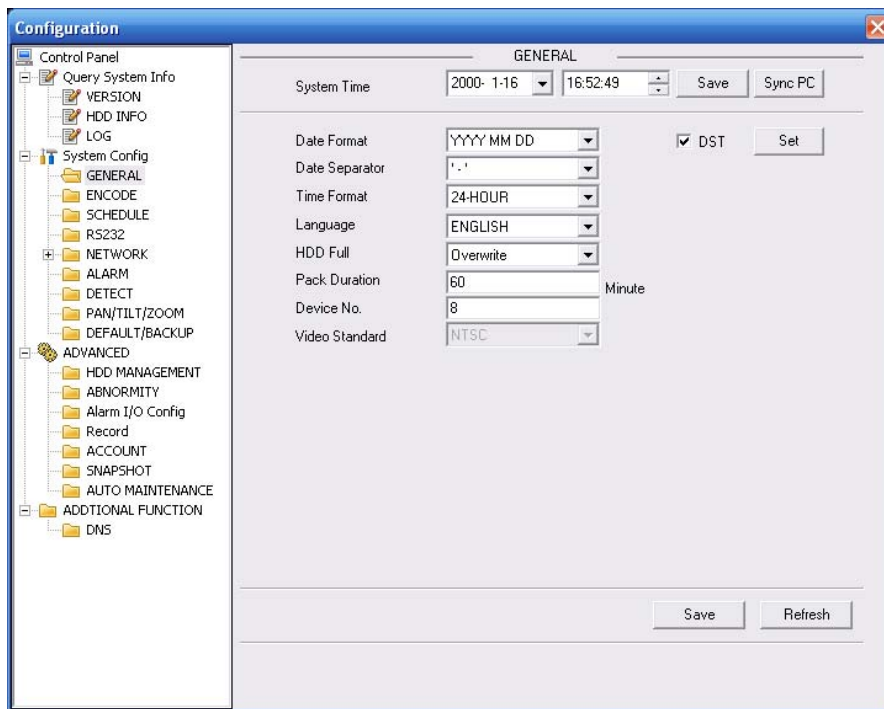 Configuration
Control Panel
Query System Info
VERSION
HDD INFO
LOG
System Config
GENERAL
ENCODE
SCHEDULE
RS232
NETWORK
ALARM
DETECT
PAN/TILT/ZOOM
DEFAULT/BACKUP
ADVANCED
HDD MANAGEMENT
ABNORMITY
Alarm I/O Config
Record
ACCOUNT
SNAPSHOT
AUTO MAINTENANCE
ADDTIONAL FUNCTION
DNS
GENERAL
System Time 2000- 1-16 16:52:49 Save Sync PC
Date Format YYYY MM DD DST Set
Date Separator '-'
Time Format 24-HOUR
Language ENGLISH
HDD Full Overwrite
Pack Duration 60 Minute
Device No. 8
Video Standard NTSC
Save Refresh